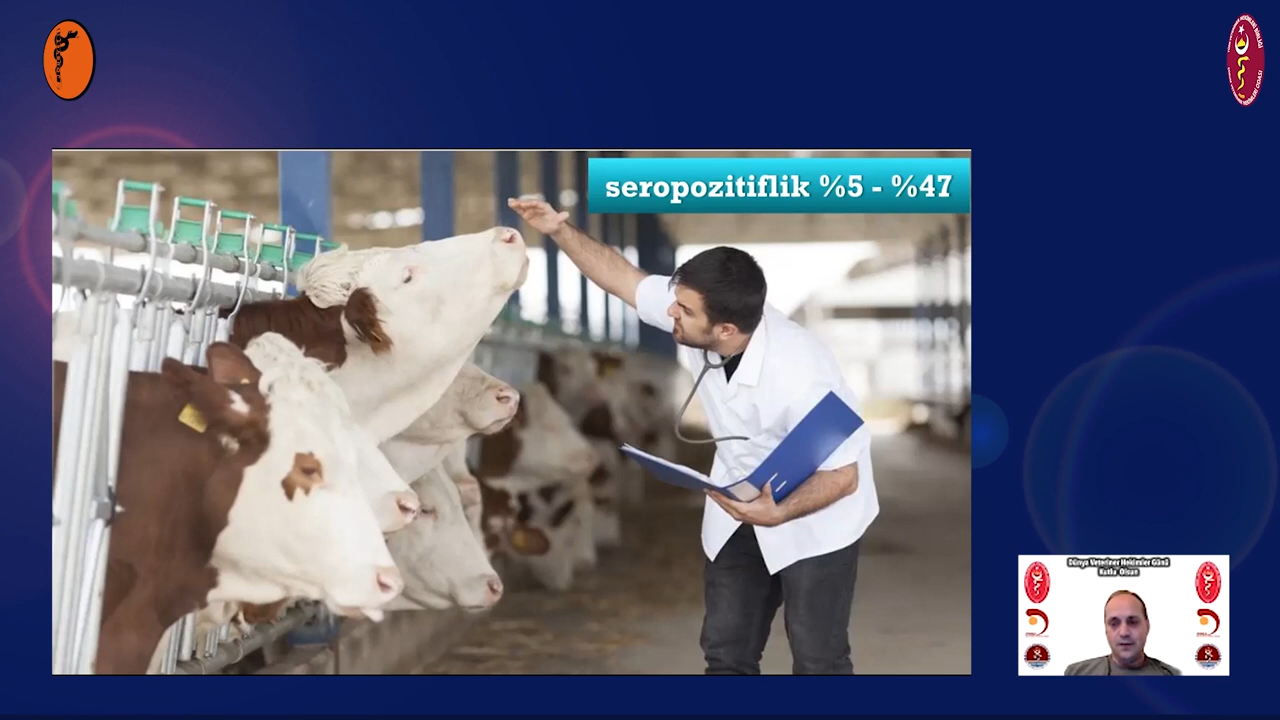 seropozitiflik %5 - %47
Dünya Veteriner Hekimler Günü
Kutlu Olsun